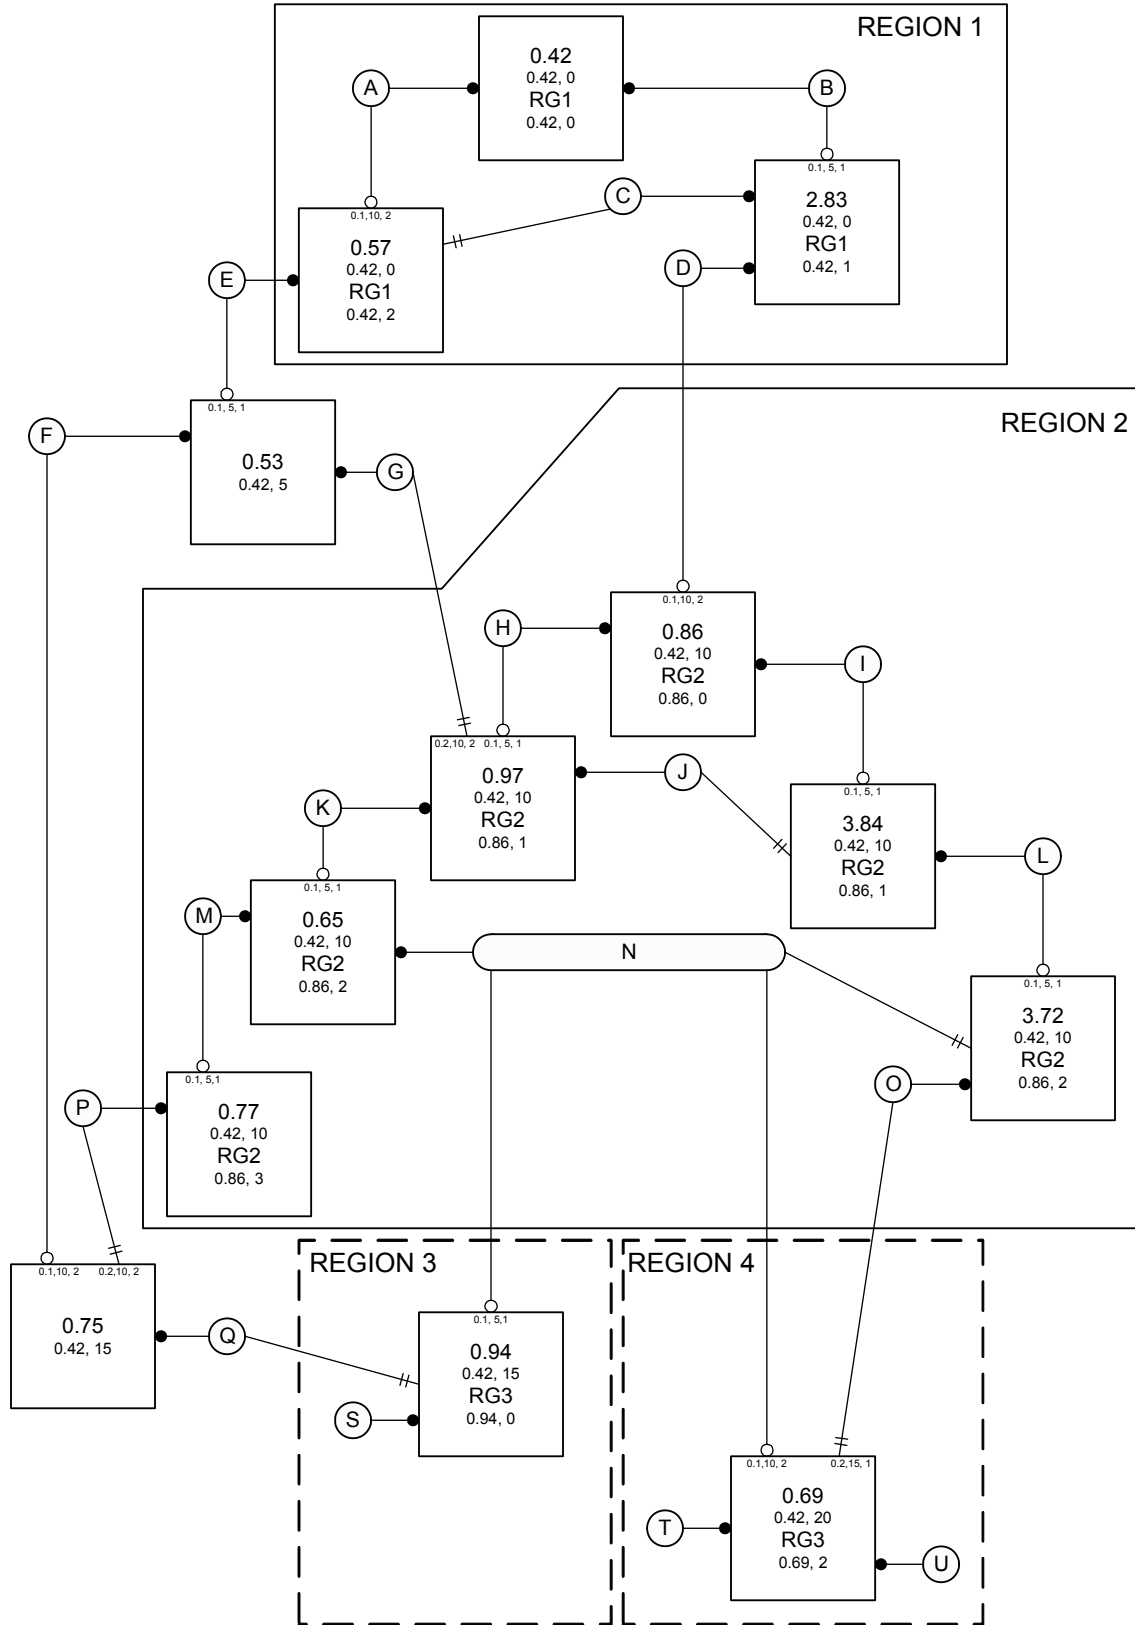 REGION 1
0.42
0.42, 0
RG1
0.42, 0
A
B
0.1, 5, 1
2.83
0.42, 0
RG1
0.42, 1
C
0.1,10, 2
0.57
0.42, 0
RG1
0.42, 2
D
E
0.1, 5, 1
0.53
0.42, 5
F
G
REGION 2
0.1,10, 2
0.86
0.42, 10
RG2
0.86, 0
H
I
0.2,10, 2
0.1, 5, 1
0.97
0.42, 10
RG2
0.86, 1
J
0.1, 5, 1
3.84
0.42, 10
RG2
0.86, 1
K
L
0.1, 5, 1
0.65
0.42, 10
RG2
0.86, 2
M
N
0.1, 5, 1
3.72
0.42, 10
RG2
0.86, 2
O
0.1, 5,1
0.77
0.42, 10
RG2
0.86, 3
P
0.1,10, 2
0.2,10, 2
0.75
0.42, 15
Q
REGION 3
0.1, 5,1
0.94
0.42, 15
RG3
0.94, 0
S
REGION 4
0.1,10, 2
0.2,15, 1
0.69
0.42, 20
RG3
0.69, 2
T
U